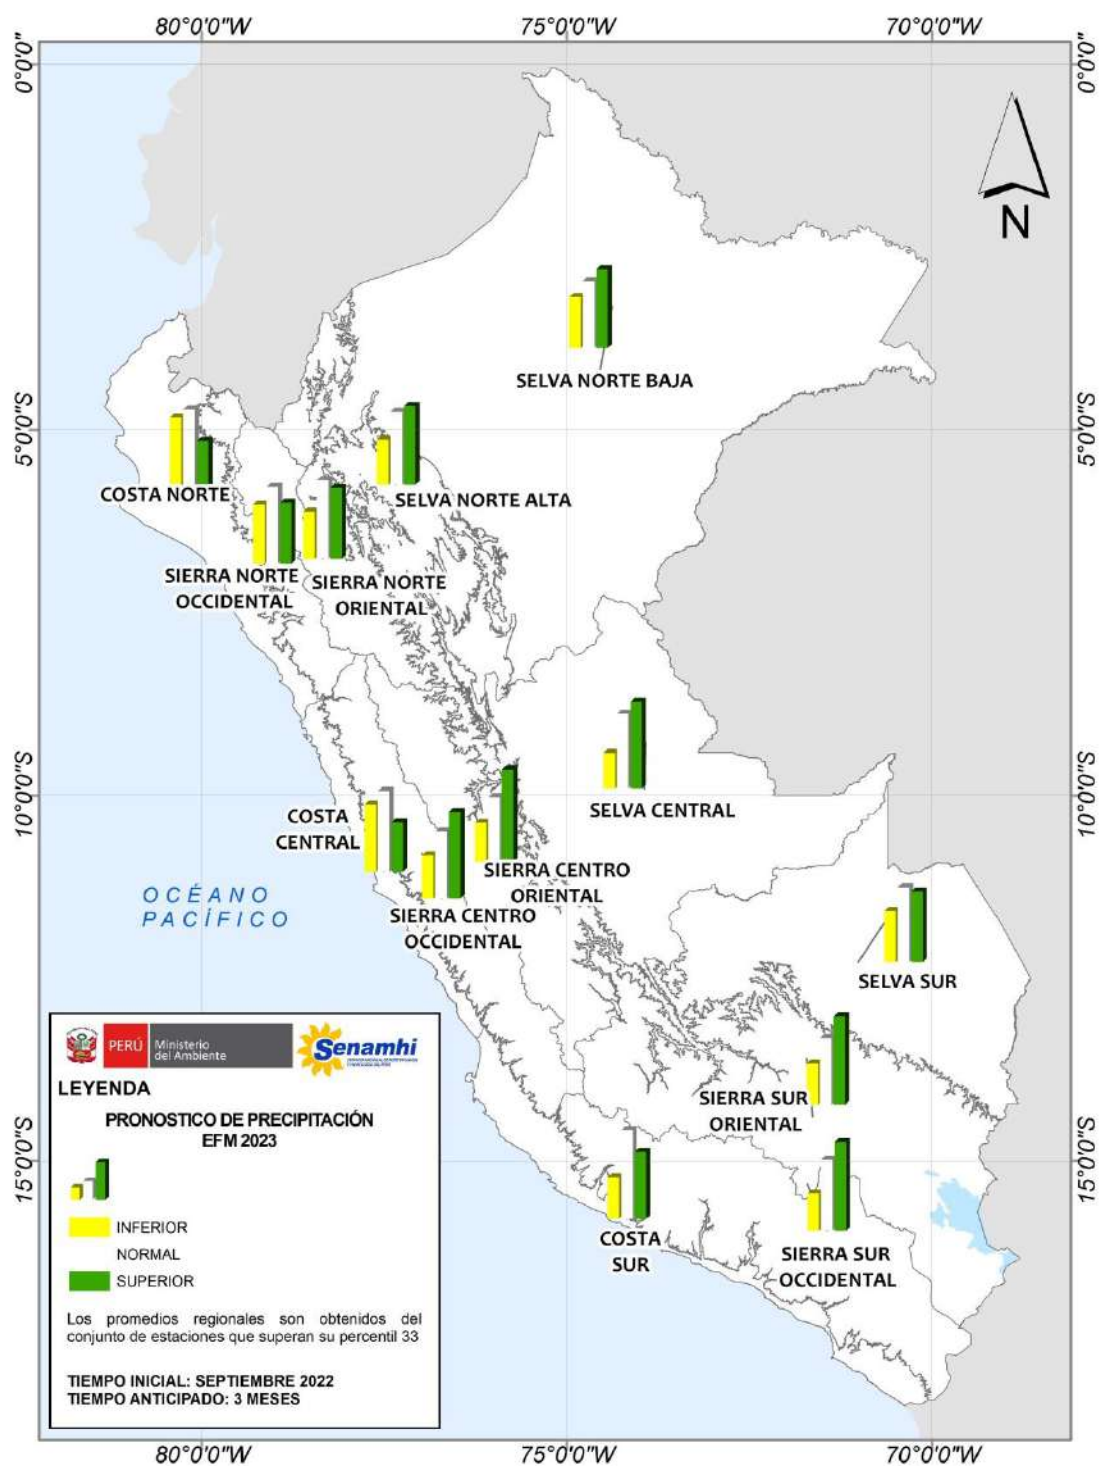 80°0'0"W 75°0'0"W 70°0'0"W
0°0'0" 0°0'0"
N
SELVA NORTE BAJA
5°0'0"S 5°0'0"S
COSTA NORTE
SELVA NORTE ALTA
SIERRA NORTE
OCCIDENTAL
SIERRA NORTE
ORIENTAL
10°0'0"S 10°0'0"S
SELVA CENTRAL
COSTA
CENTRAL
SIERRA CENTRO
ORIENTAL
SIERRA CENTRO
OCCIDENTAL
OCÉANO
PACÍFICO
SELVA SUR
SIERRA SUR
ORIENTAL
15°0'0"S 15°0'0"S
COSTA
SUR
SIERRA SUR
OCCIDENTAL
PERÚ
Ministerio
del Ambiente
Senamhi
LEYENDA
PRONOSTICO DE PRECIPITACIÓN
EFM 2023
INFERIOR
NORMAL
SUPERIOR
Los promedios regionales son obtenidos del
conjunto de estaciones que superan su percentil 33
TIEMPO INICIAL: SEPTIEMBRE 2022
TIEMPO ANTICIPADO: 3 MESES
80°0'0"W 75°0'0"W 70°0'0"W